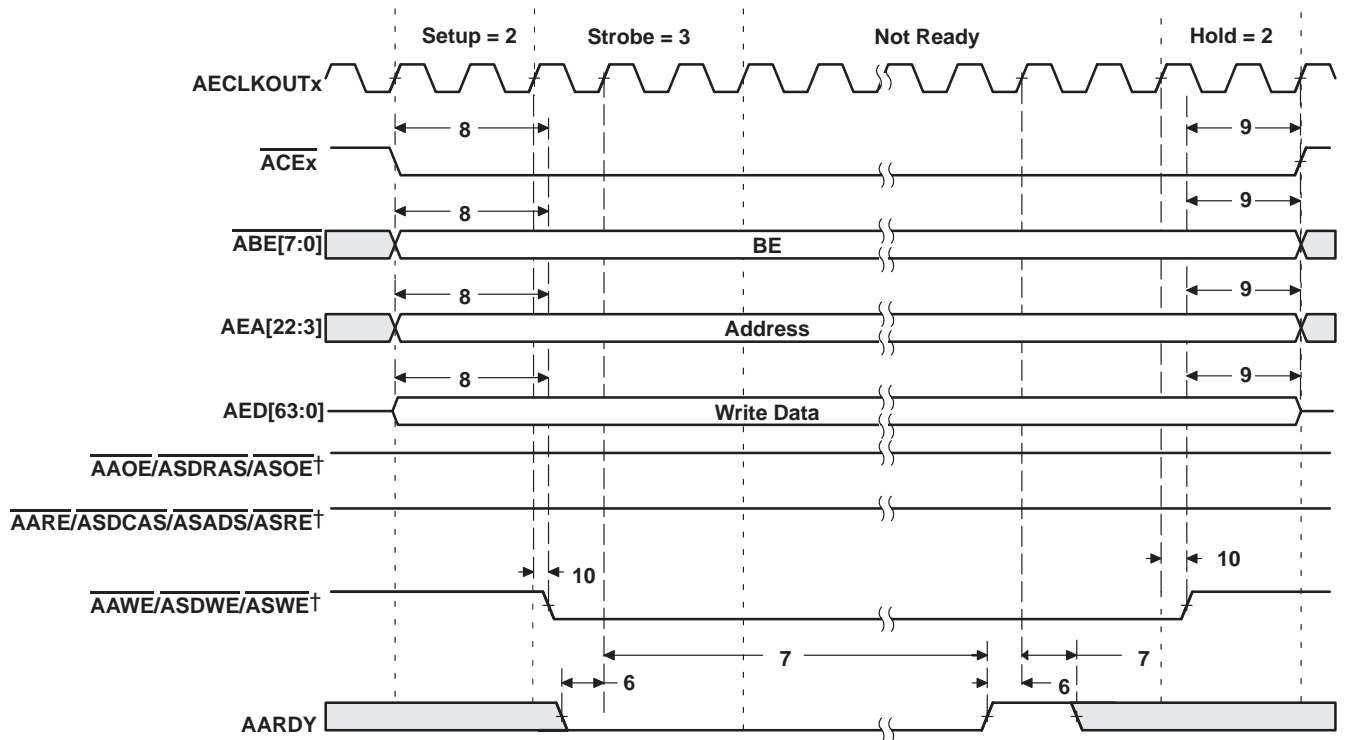 Setup = 2 Strobe = 3 Not Ready Hold = 2
AECLKOUTx
8 9
ACEx
8 9
ABE[7:0] BE
8 9
AEA[22:3] Address
8 9
AED[63:0] Write Data
AAOE/ASDRAS/ASOE†
AARE/ASDCAS/ASADS/ASRE†
10 10
AAWE/ASDWE/ASWE†
7 7
6 6
AARDY